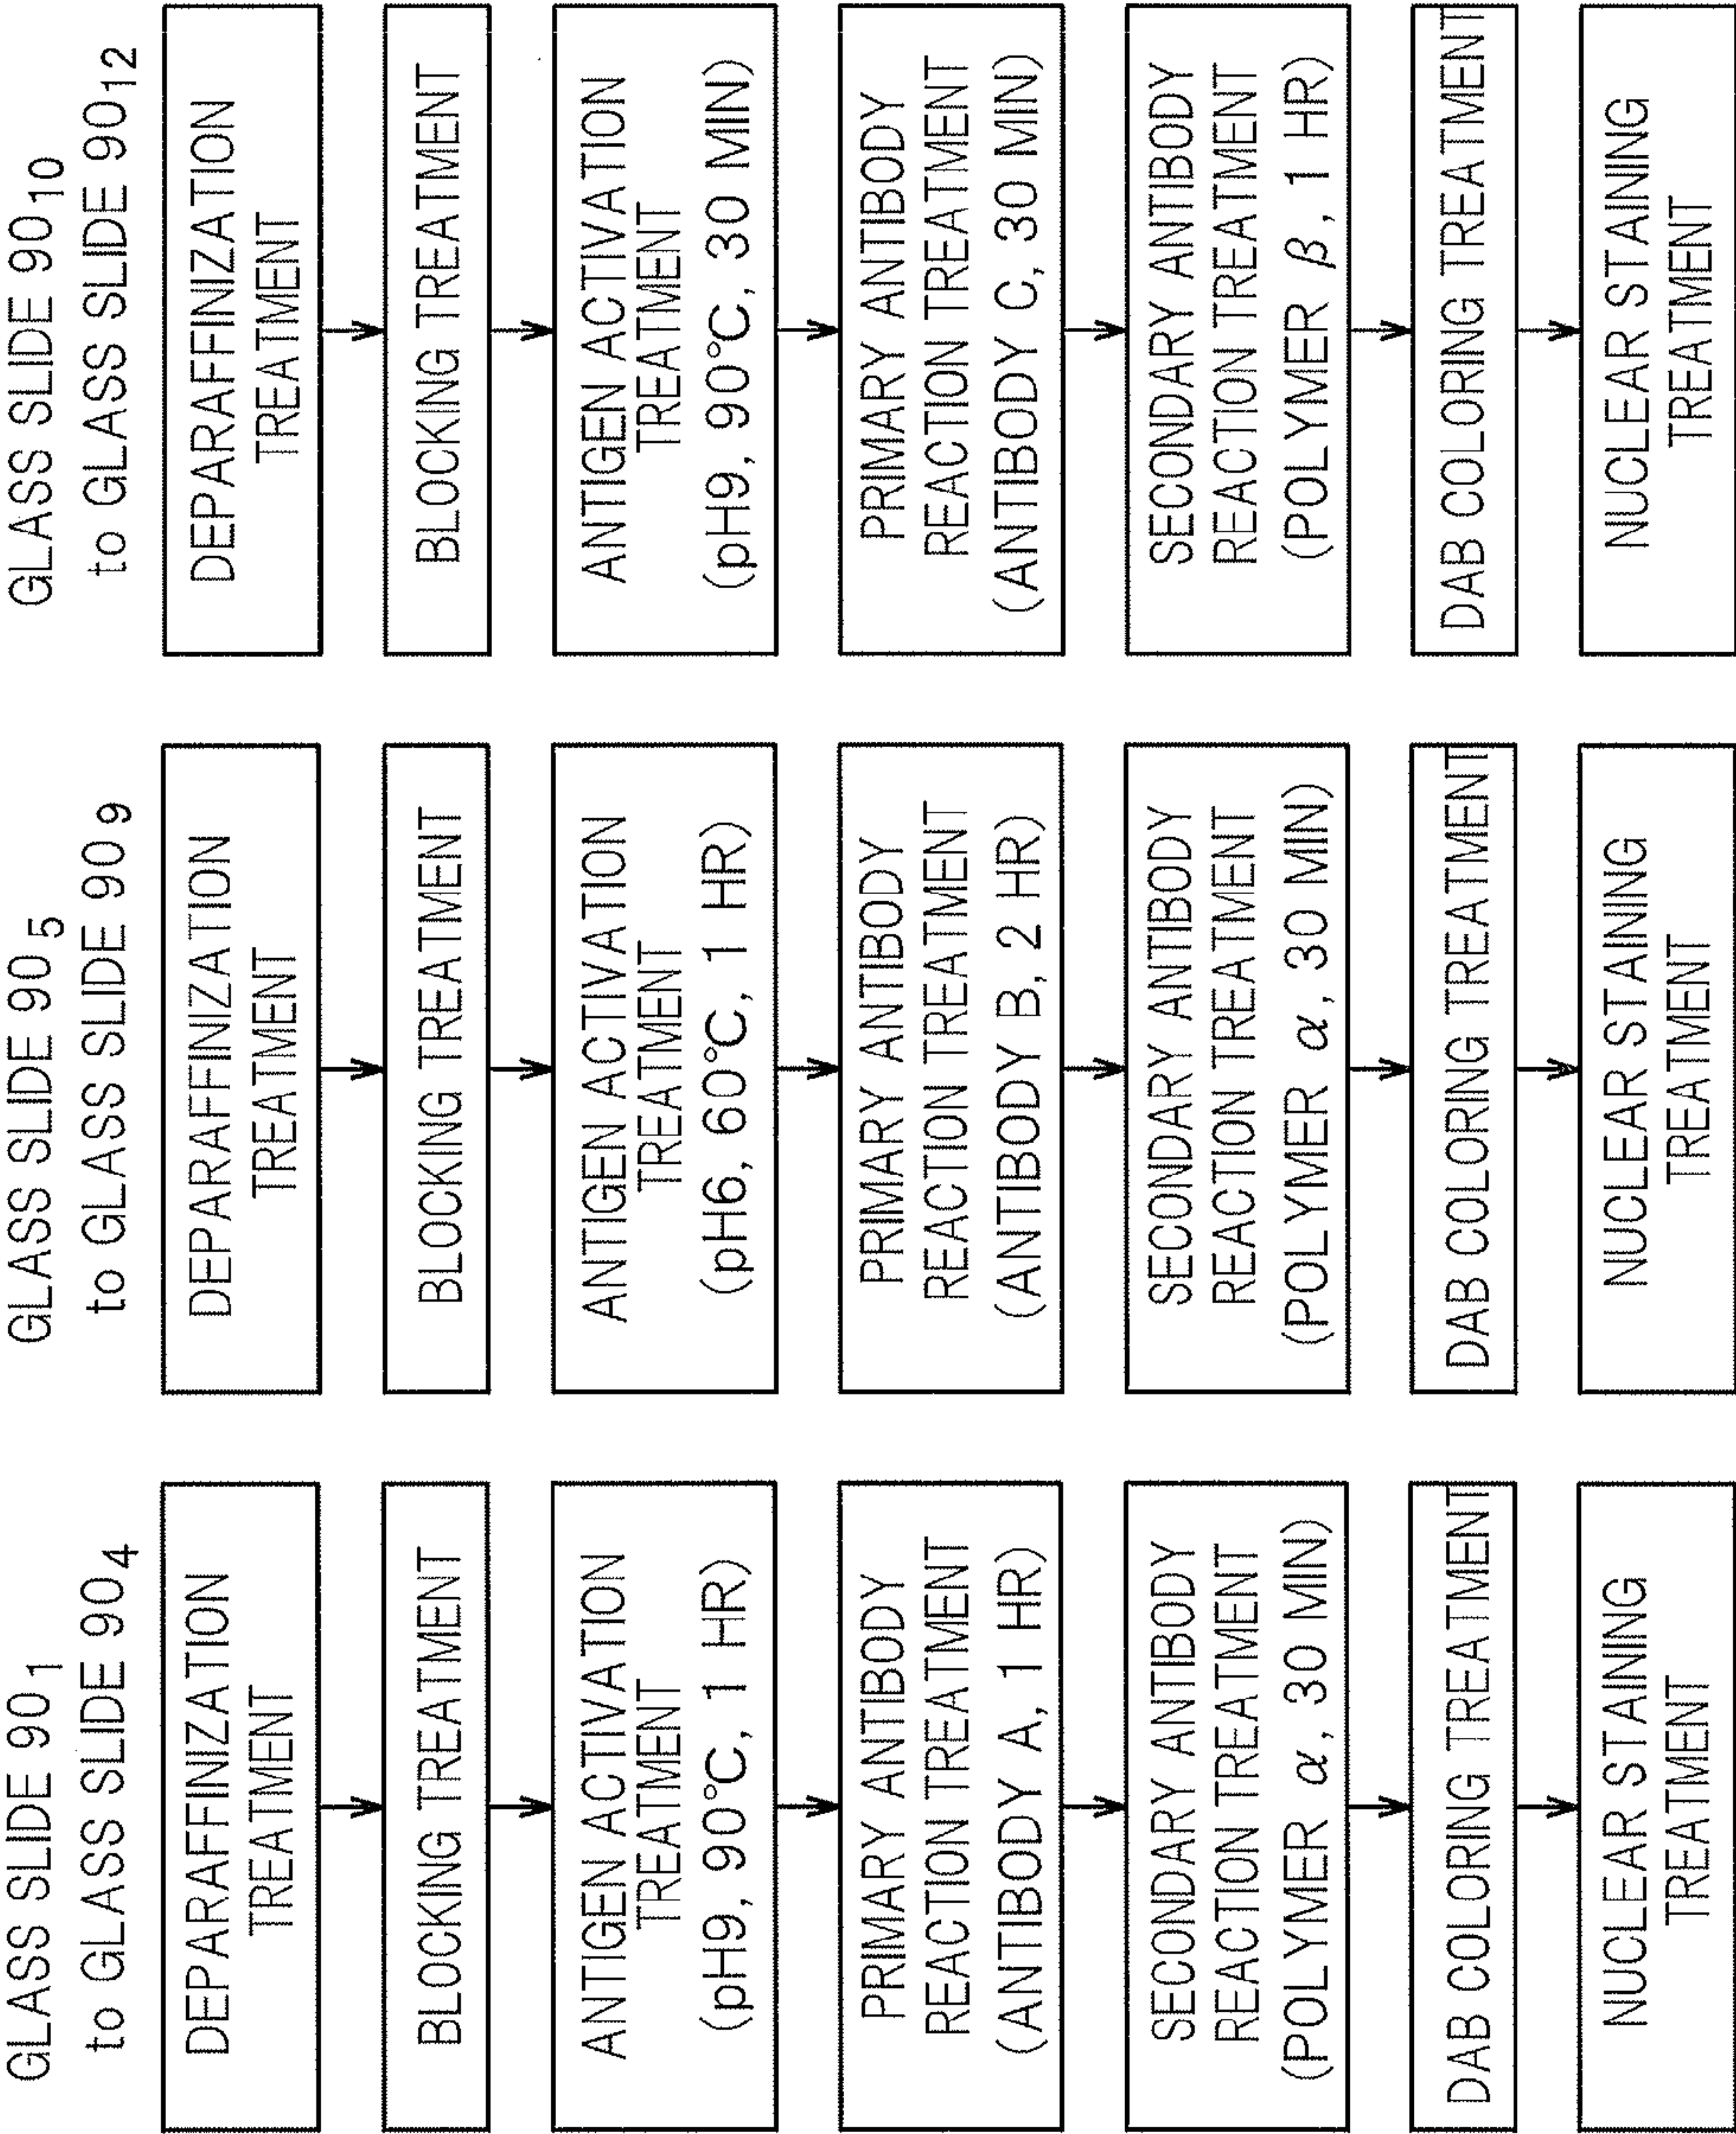 GLASS SLIDE 90₁
to GLASS SLIDE 90₄
DEPARAFFINIZATION
TREATMENT
BLOCKING TREATMENT
ANTIGEN ACTIVATION
TREATMENT
(pH9, 90℃, 1 HR)
PRIMARY ANTIBODY
REACTION TREATMENT
(ANTIBODY A, 1 HR)
SECONDARY ANTIBODY
REACTION TREATMENT
(POLYMER α, 30 MIN)
DAB COLORING TREATMENT
NUCLEAR STAINING
TREATMENT
GLASS SLIDE 90₅
to GLASS SLIDE 90₉
DEPARAFFINIZATION
TREATMENT
BLOCKING TREATMENT
ANTIGEN ACTIVATION
TREATMENT
(pH6, 60℃, 1 HR)
PRIMARY ANTIBODY
REACTION TREATMENT
(ANTIBODY B, 2 HR)
SECONDARY ANTIBODY
REACTION TREATMENT
(POLYMER α, 30 MIN)
DAB COLORING TREATMENT
NUCLEAR STAINING
TREATMENT
GLASS SLIDE 90₁₀
to GLASS SLIDE 90₁₂
DEPARAFFINIZATION
TREATMENT
BLOCKING TREATMENT
ANTIGEN ACTIVATION
TREATMENT
(pH9, 90℃, 30 MIN)
PRIMARY ANTIBODY
REACTION TREATMENT
(ANTIBODY C, 30 MIN)
SECONDARY ANTIBODY
REACTION TREATMENT
(POLYMER β, 1 HR)
DAB COLORING TREATMENT
NUCLEAR STAINING
TREATMENT